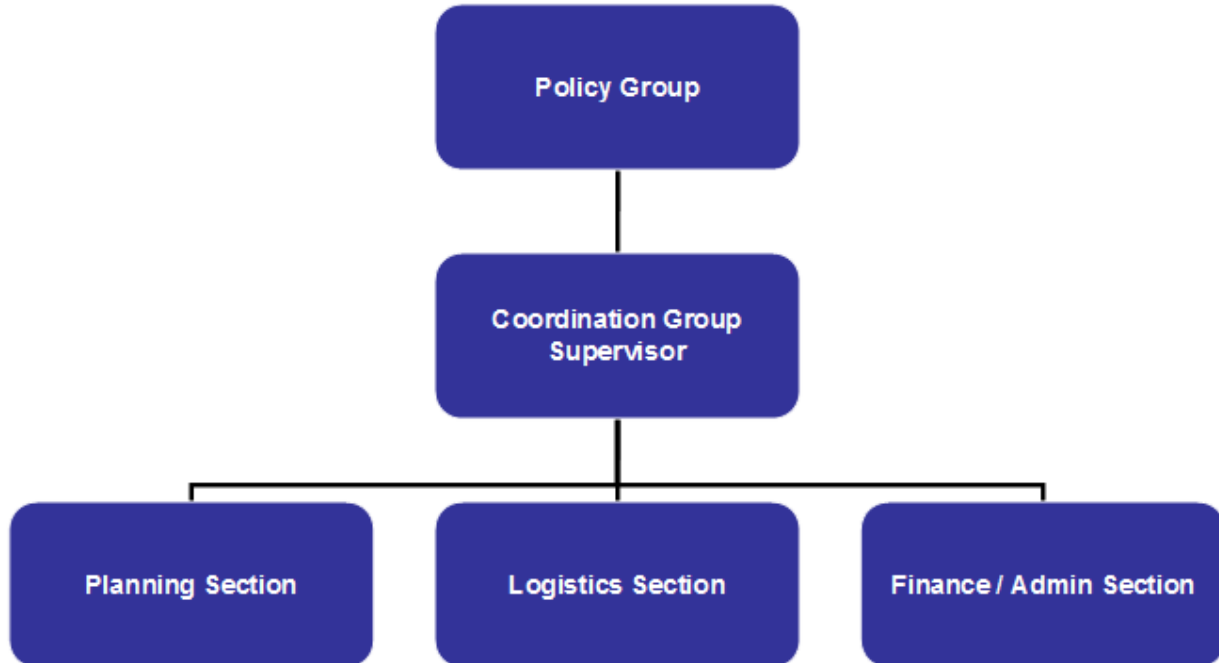 Policy Group
Coordination Group
Supervisor
Planning Section
Logistics Section
Finance / Admin Section